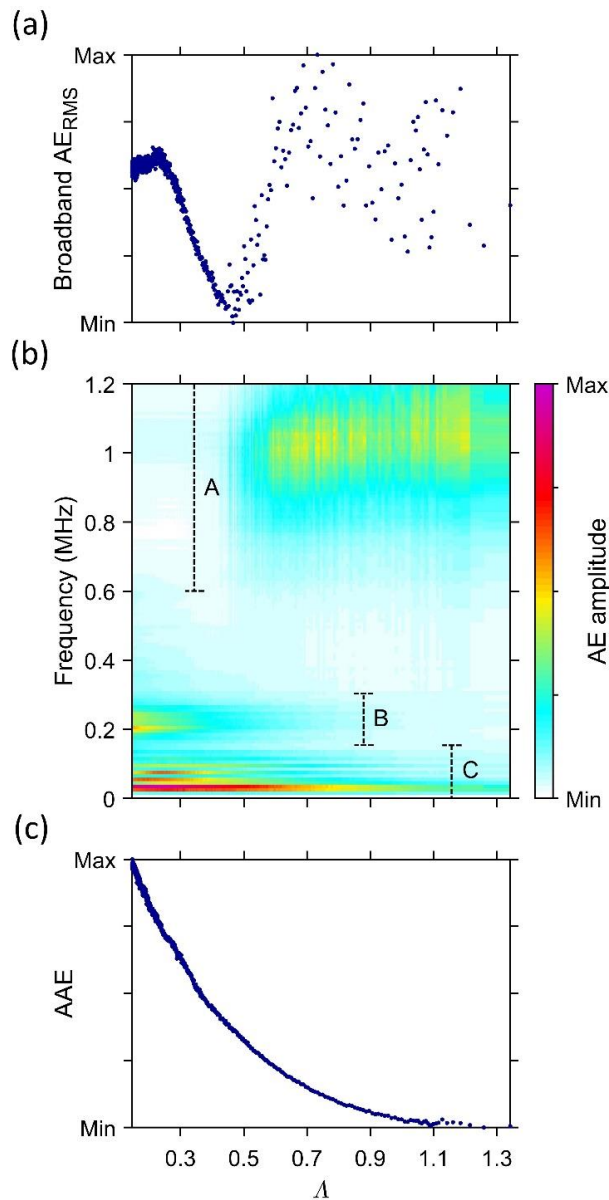 (a)
Max
Broadband AE_RMS
Min
(b)
1.2
1
0.8
0.6
0.4
0.2
0
Frequency (MHz)
A
B
C
Max
AE amplitude
Min
(c)
Max
AAE
Min
0.3 0.5 0.7 0.9 1.1 1.3
Λ